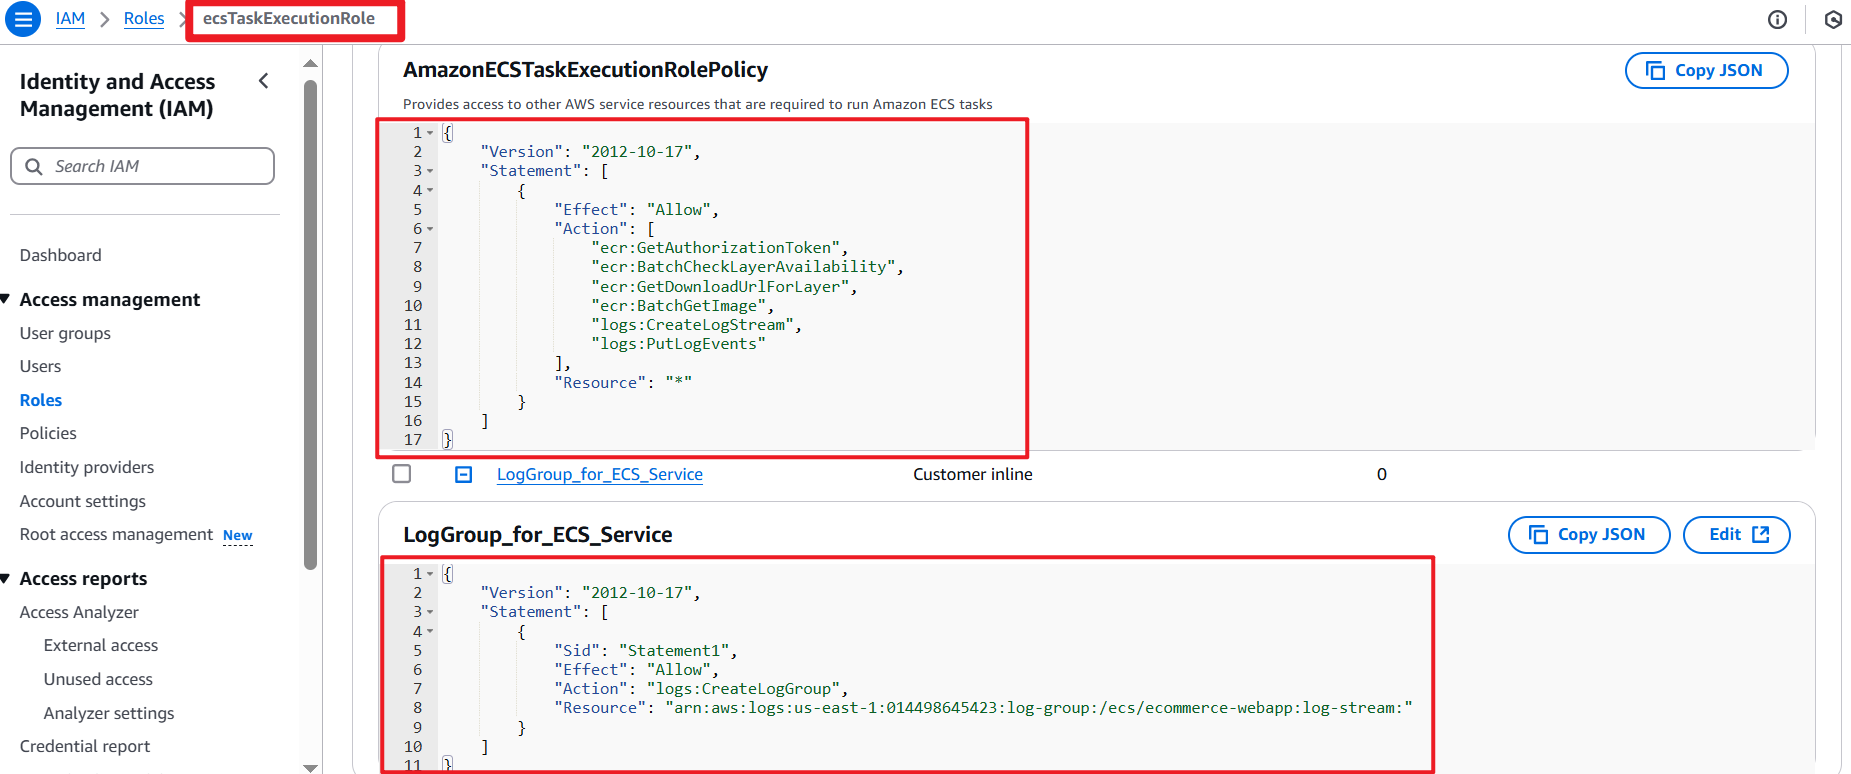 IAM
Roles
ecsTaskExecutionRole
Identity and Access
Management (IAM)
Search IAM
Dashboard
Access management
User groups
Users
Roles
Policies
Identity providers
Account settings
Root access management New
Access reports
Access Analyzer
External access
Unused access
Analyzer settings
Credential report
AmazonECSTaskExecutionRolePolicy
Copy JSON
Provides access to other AWS service resources that are required to run Amazon ECS tasks
1 {
2 "Version": "2012-10-17",
3 "Statement": [
4 {
5 "Effect": "Allow",
6 "Action": [
7 "ecr:GetAuthorizationToken",
8 "ecr:BatchCheckLayerAvailability",
9 "ecr:GetDownloadUrlForLayer",
10 "ecr:BatchGetImage",
11 "logs:CreateLogStream",
12 "logs:PutLogEvents"
13 ],
14 "Resource": "*"
15 }
16 ]
17 }
LogGroup_for_ECS_Service Customer inline 0
LogGroup_for_ECS_Service
Copy JSON
Edit
1 {
2 "Version": "2012-10-17",
3 "Statement": [
4 {
5 "Sid": "Statement1",
6 "Effect": "Allow",
7 "Action": "logs:CreateLogGroup",
8 "Resource": "arn:aws:logs:us-east-1:014498645423:log-group:/ecs/ecommerce-webapp:log-stream:"
9 }
10 ]
11 }